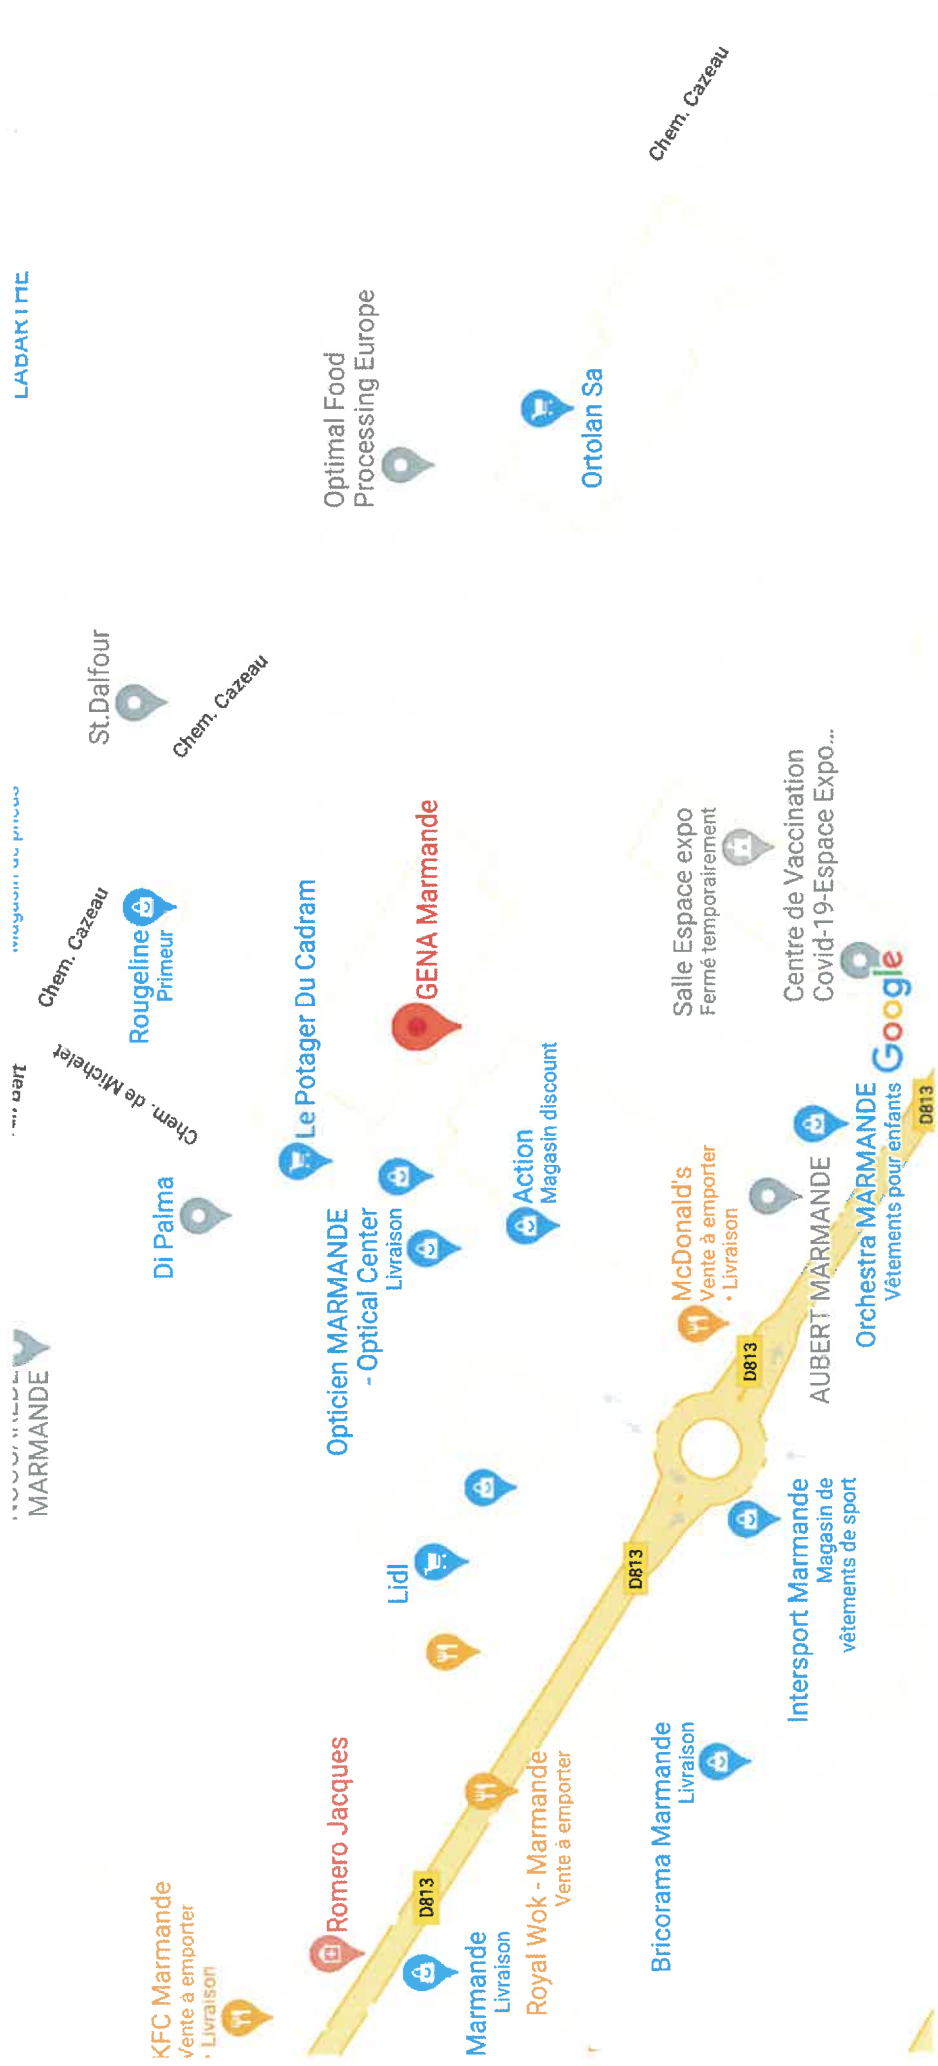 MARMANDE
Chem. Cazeau
Chem. de Michelet
St.Dalfour
Rougeline
Primeur
Di Palma
Chem. Cazeau
KFC Marmande
Vente à emporter
· Livraison
Le Potager Du Cadram
Romero Jacques
Opticien MARMANDE
- Optical Center
Livraison
Optimal Food
Processing Europe
Lidl
GENA Marmande
D813
Marmande
Livraison
Action
Magasin discount
Royal Wok - Marmande
Vente à emporter
Ortolan Sa
D813
Chem. Cazeau
Bricorama Marmande
Livraison
McDonald's
Vente à emporter
· Livraison
Salle Espace expo
Fermé temporairement
D813
Intersport Marmande
Magasin de
vêtements de sport
AUBERT MARMANDE
Centre de Vaccination
Covid-19-Espace Expo...
Orchestra MARMANDE
Vêtements pour enfants
Google
D813